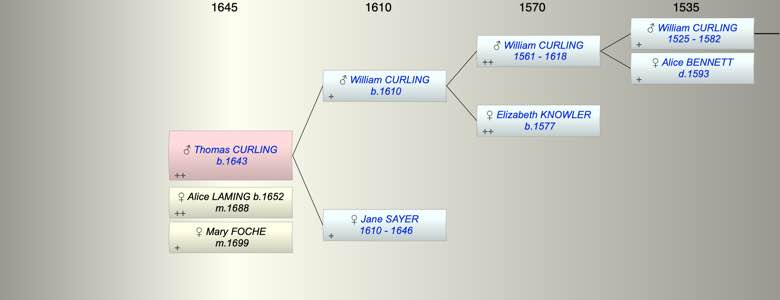 1645 1610 1570 1535
♂ William CURLING
1525 - 1582
+
♂ William CURLING
1561 - 1618
++
♀ Alice BENNETT
d.1593
+
♂ William CURLING
b.1610
+
♀ Elizabeth KNOWLER
b.1577
++
♂ Thomas CURLING
b.1643
++
♀ Alice LAMING b.1652
m.1688
++
♀ Mary FOCHE
m.1699
+
♀ Jane SAYER
1610 - 1646
+